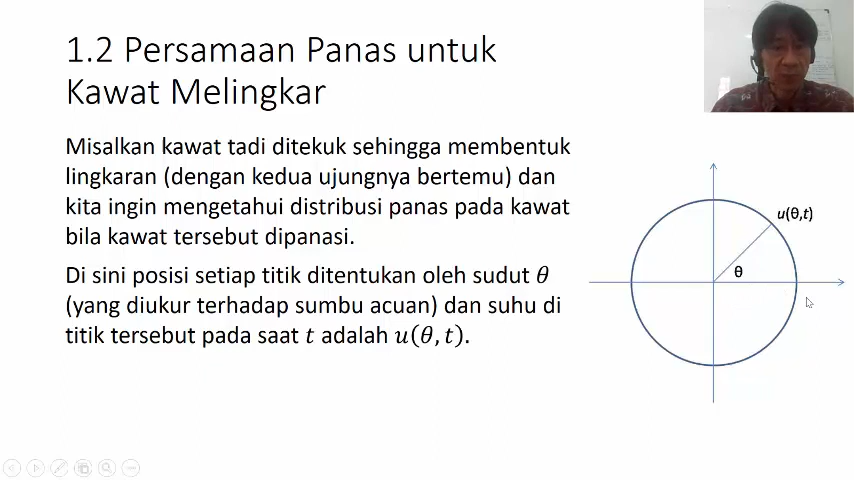 1.2 Persamaan Panas untuk
Kawat Melingkar
Misalkan kawat tadi ditekuk sehingga membentuk
lingkaran (dengan kedua ujungnya bertemu) dan
kita ingin mengetahui distribusi panas pada kawat
bila kawat tersebut dipanasi.
Di sini posisi setiap titik ditentukan oleh sudut θ
(yang diukur terhadap sumbu acuan) dan suhu di
titik tersebut pada saat t adalah u(θ, t).
u(θ,t)
θ